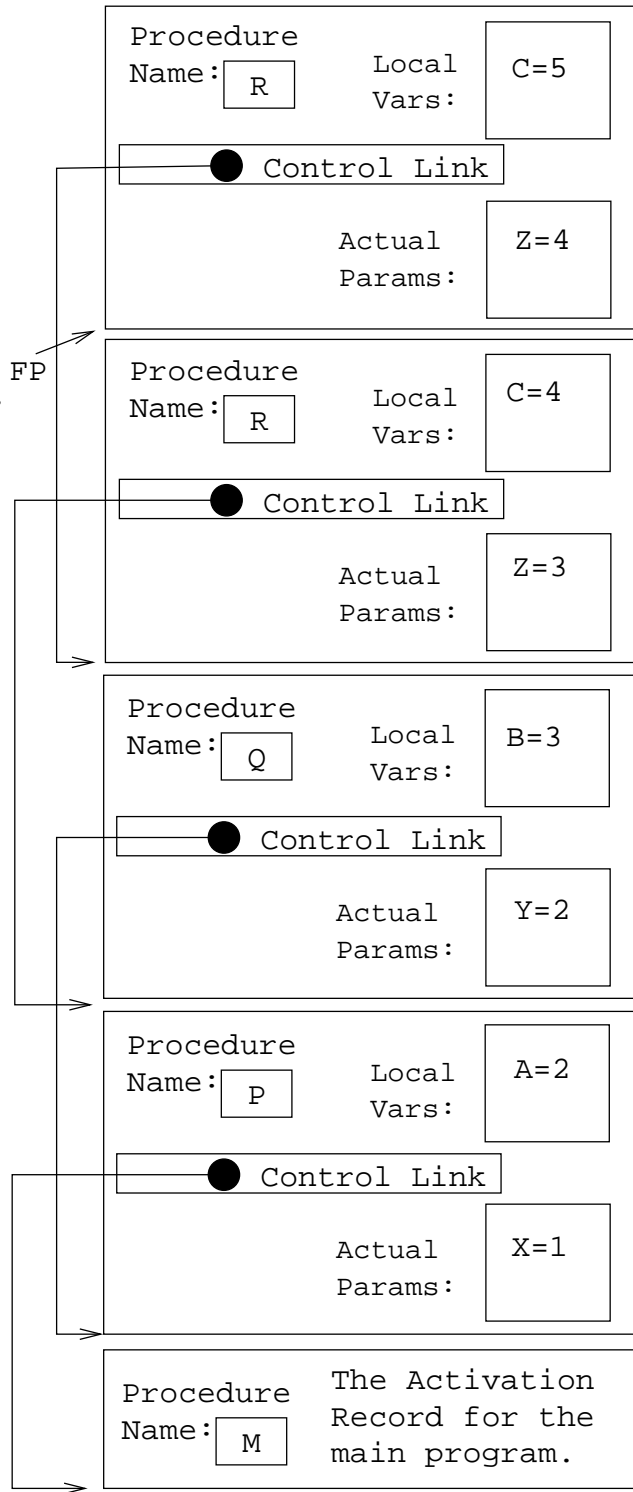 Procedure
Name: R
Local
Vars:
C=5
Control Link
Actual
Params:
Z=4
FP
Procedure
Name: R
Local
Vars:
C=4
Control Link
Actual
Params:
Z=3
Procedure
Name: Q
Local
Vars:
B=3
Control Link
Actual
Params:
Y=2
Procedure
Name: P
Local
Vars:
A=2
Control Link
Actual
Params:
X=1
Procedure
Name: M
The Activation
Record for the
main program.